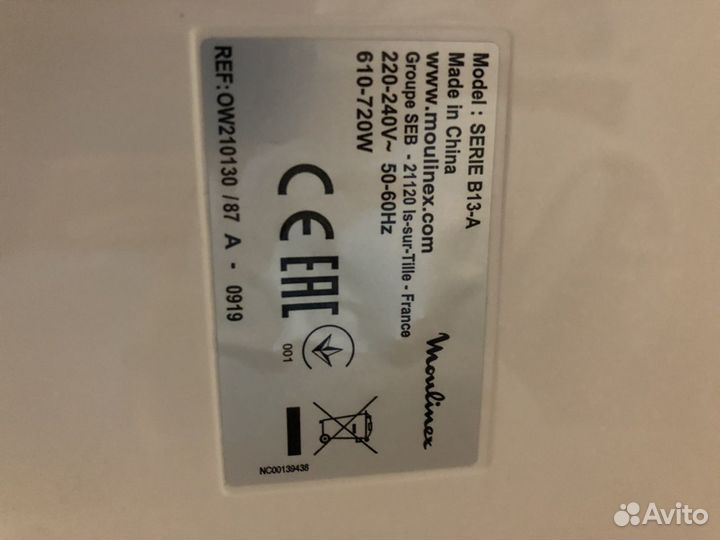 Model : SERIE B13-A
Made in China
www.moulinex.com
Groupe SEB - 21120 Is-sur-Tille - France
220-240V~ 50-60Hz
610-720W
Moulinex
CE EAC
001
REF:OW210130 /87 A - 0919
NC00139438
Avito